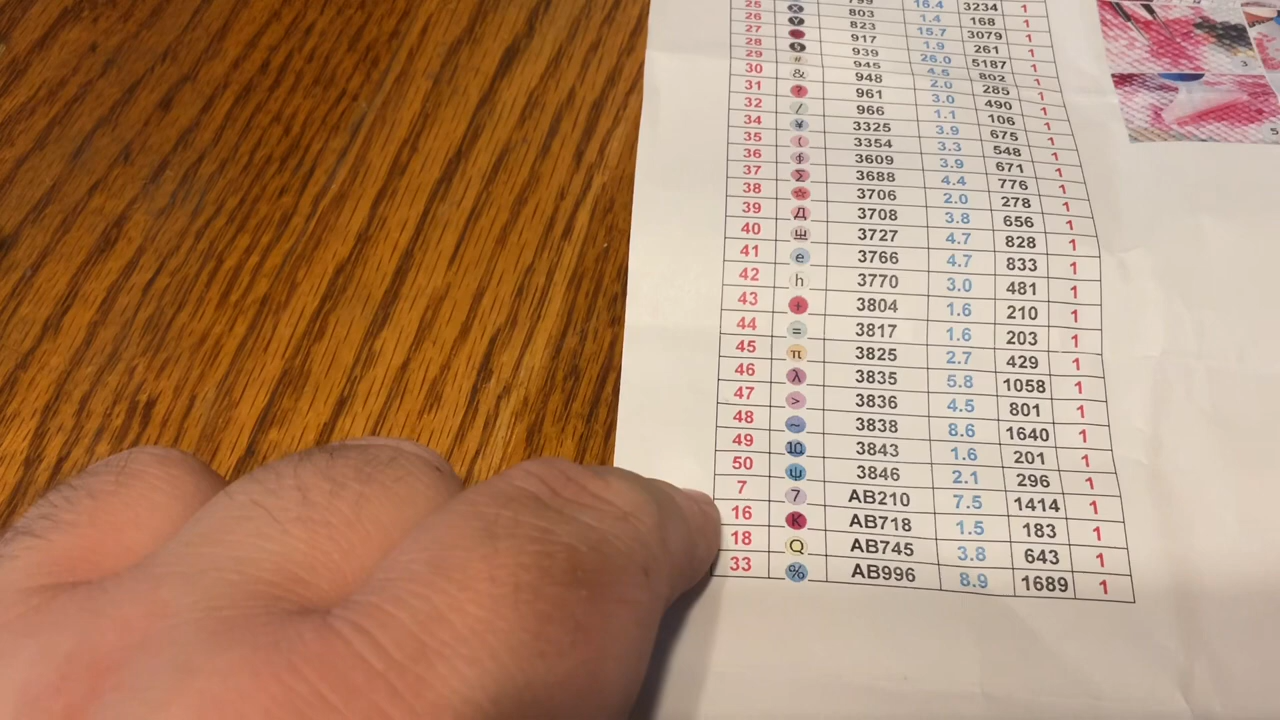 799 16.4 3234 1
25 X 803 1.4 168 1
26 Y 823 15.7 3079 1
27 917 1.9 261 1
28 939 26.0 5187 1
29 # 945 4.5 802 1
30 & 948 2.0 285 1
31 ? 961 3.0 490 1
32 / 966 1.1 106 1
34 ¥ 3325 3.9 675 1
35 ( 3354 3.3 548 1
36 ∮ 3609 3.9 671 1
37 Σ 3688 4.4 776 1
38 ☆ 3706 2.0 278 1
39 Д 3708 3.8 656 1
40 3727 4.7 828 1
41 e 3766 4.7 833 1
42 h 3770 3.0 481 1
43 + 3804 1.6 210 1
44 = 3817 1.6 203 1
45 π 3825 2.7 429 1
46 λ 3835 5.8 1058 1
47 > 3836 4.5 801 1
48 ~ 3838 8.6 1640 1
49 10 3843 1.6 201 1
50 ψ 3846 2.1 296 1
7 7 AB210 7.5 1414 1
16 K AB718 1.5 183 1
18 Q AB745 3.8 643 1
33 % AB996 8.9 1689 1
3
5